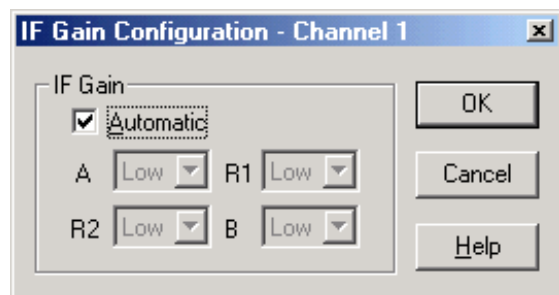 IF Gain Configuration - Channel 1
IF Gain
Automatic
A Low R1 Low
R2 Low B Low
OK
Cancel
Help